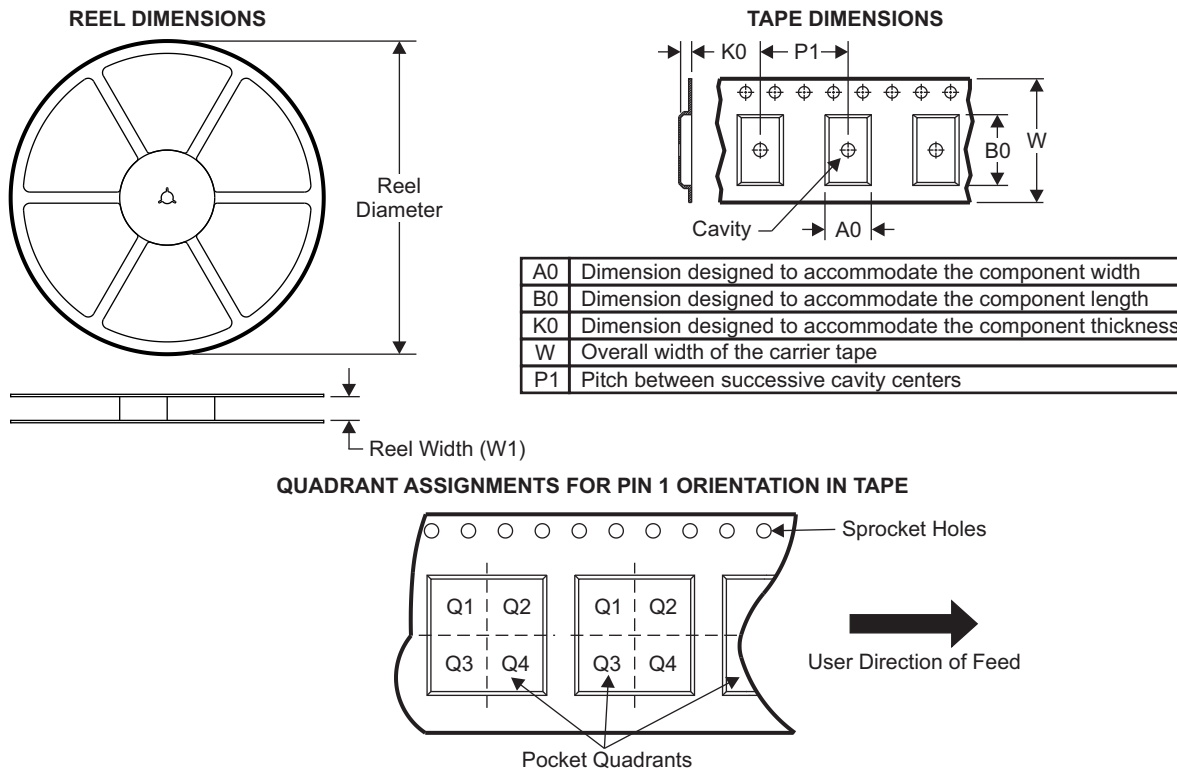 REEL DIMENSIONS
Reel
Diameter
Reel Width (W1)
TAPE DIMENSIONS
K0
P1
W
B0
Cavity
A0
A0 Dimension designed to accommodate the component width
B0 Dimension designed to accommodate the component length
K0 Dimension designed to accommodate the component thickness
W Overall width of the carrier tape
P1 Pitch between successive cavity centers
QUADRANT ASSIGNMENTS FOR PIN 1 ORIENTATION IN TAPE
Sprocket Holes
Q1 Q2 Q1 Q2
Q3 Q4 Q3 Q4
User Direction of Feed
Pocket Quadrants